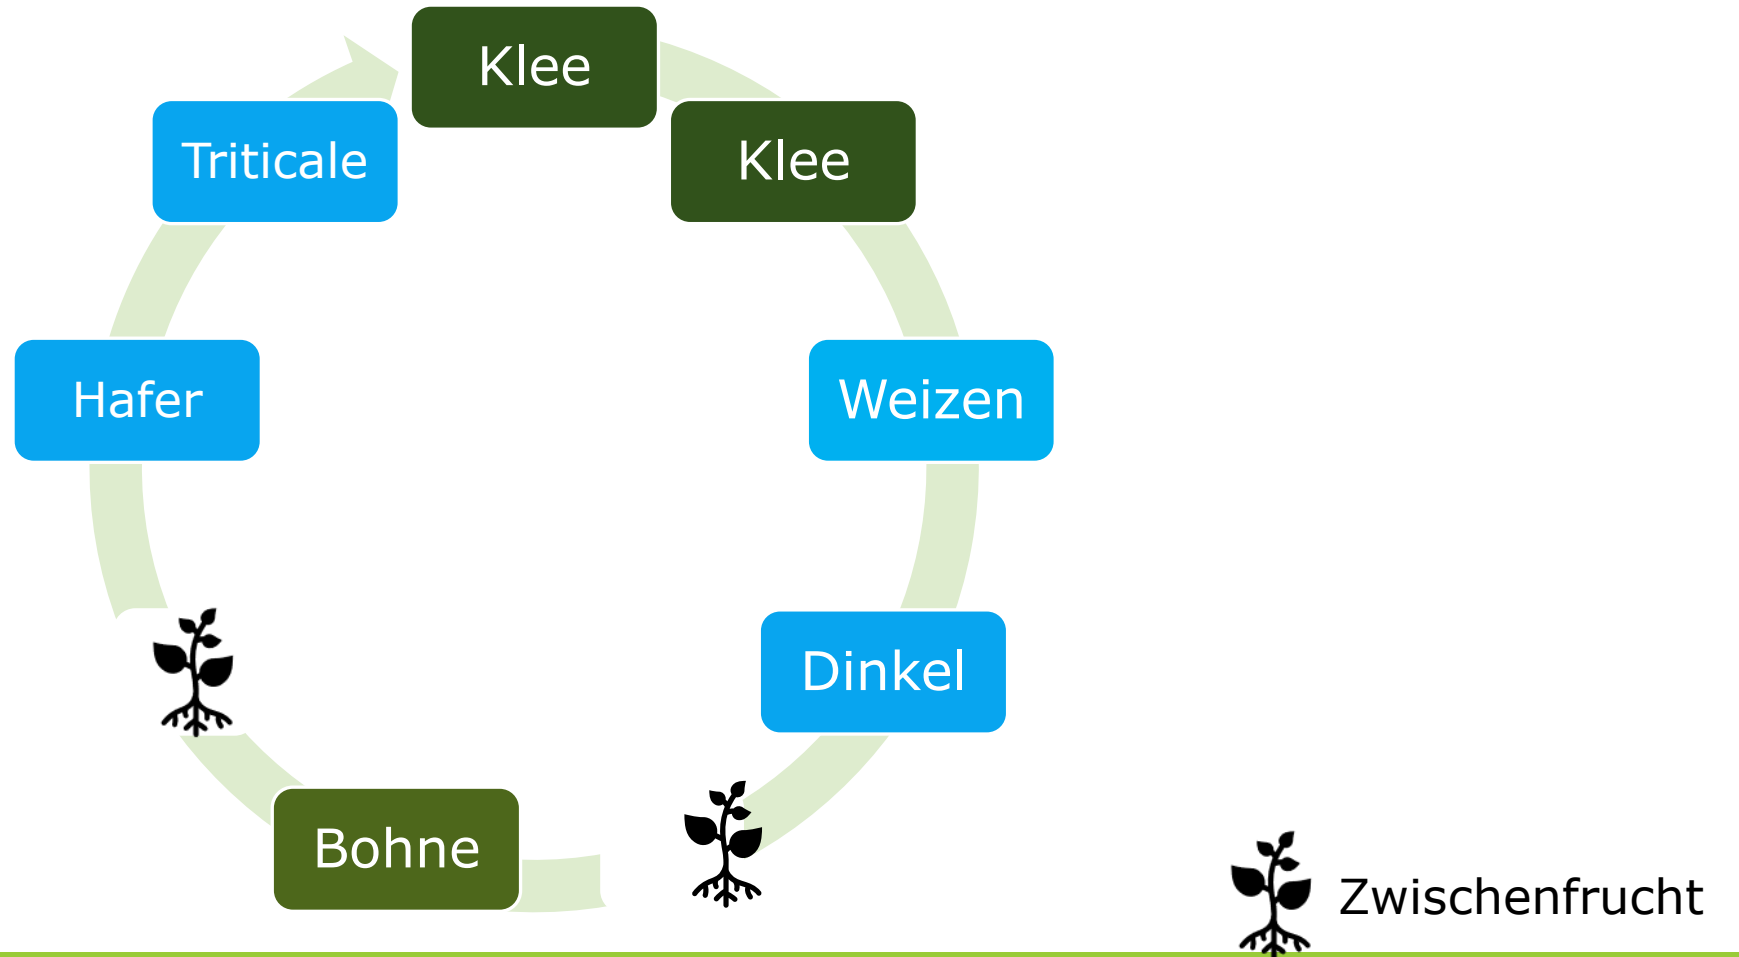 Klee
Klee
Weizen
Dinkel
Bohne
Hafer
Triticale
Zwischenfrucht